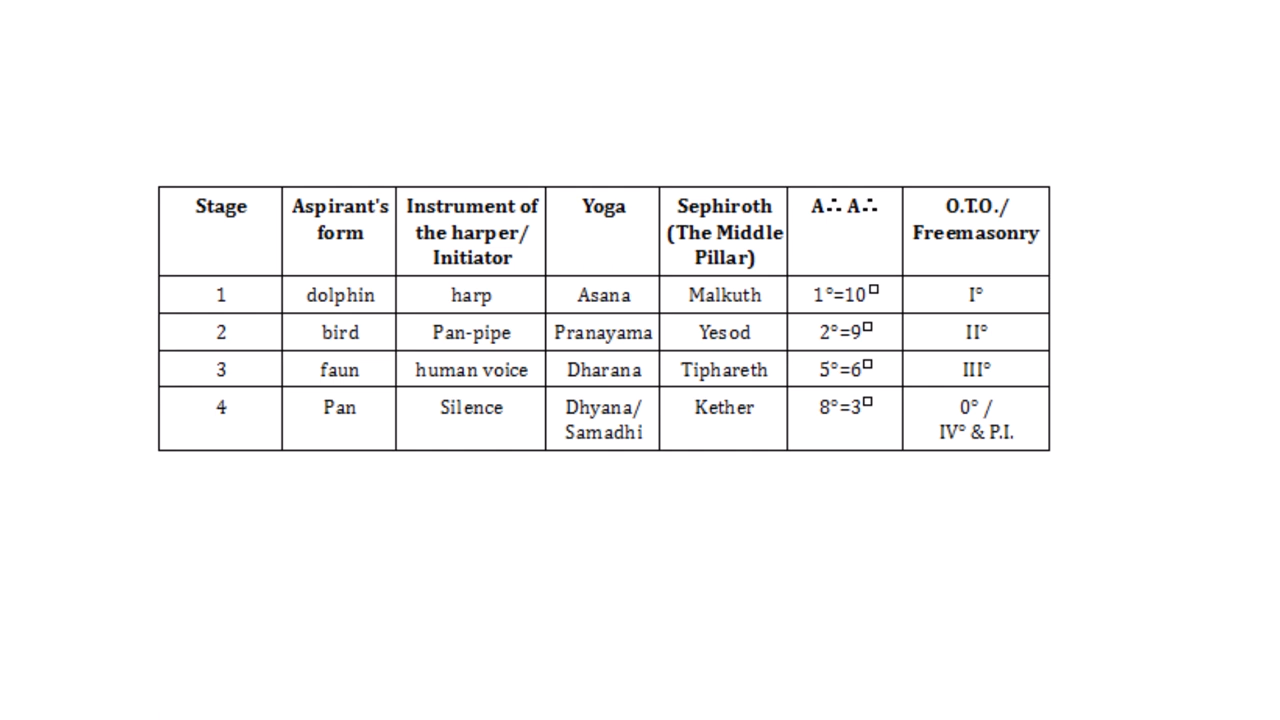 Stage Aspirant's Instrument of Yoga Sephiroth A∴ A∴ O.T.O./
form the harper/ (The Middle Freemasonry
Initiator Pillar)
1 dolphin harp Asana Malkuth 1°=10□ I°
2 bird Pan-pipe Pranayama Yesod 2°=9□ II°
3 faun human voice Dharana Tiphareth 5°=6□ III°
4 Pan Silence Dhyana/ Kether 8°=3□ 0° /
Samadhi IV° & P.I.